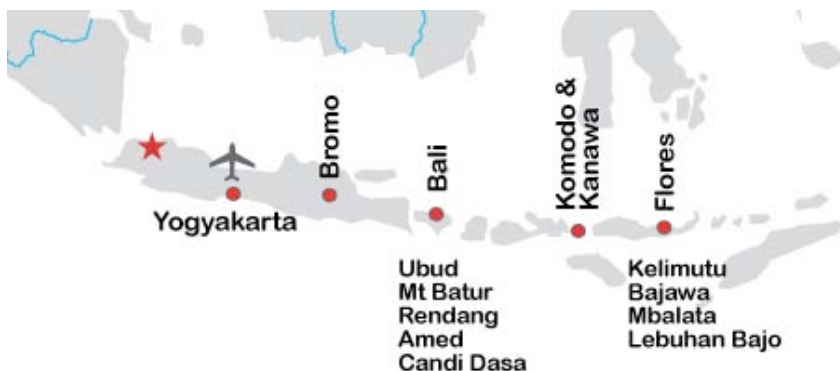 Yogyakarta
Bromo
Bali
Komodo &
Kanawa
Flores
Ubud
Mt Batur
Rendang
Amed
Candi Dasa
Kelimutu
Bajawa
Mbalata
Lebuhan Bajo